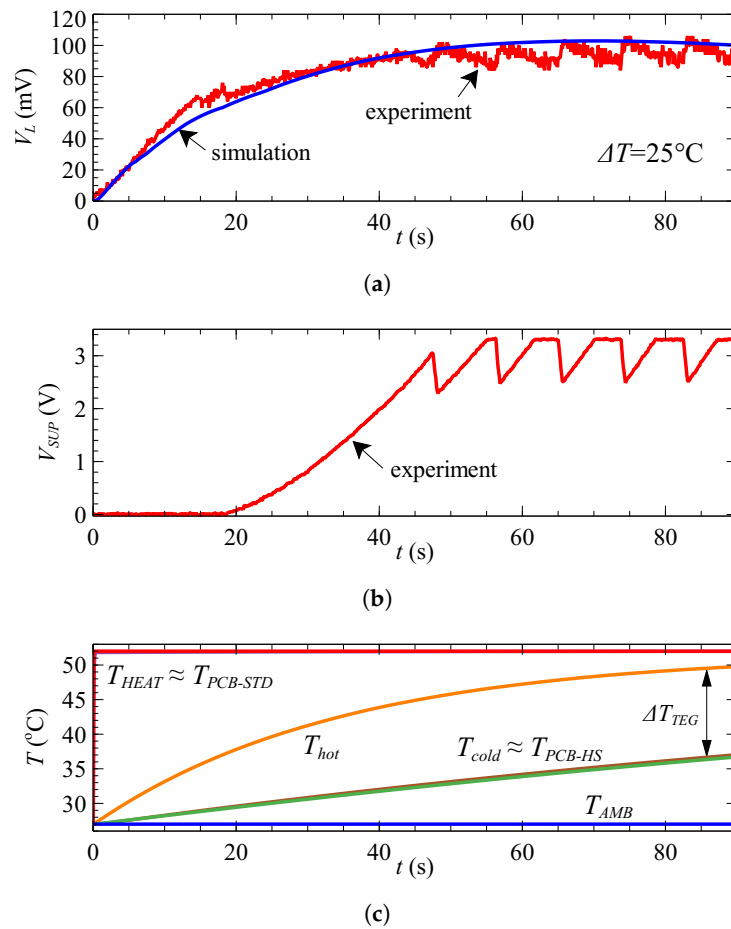 120
100
80
60
40
20
0
V_L (mV)
experiment
simulation
ΔT=25°C
0 20 40 60 80
t (s)
(a)
3
2
1
0
V_SUP (V)
experiment
0 20 40 60 80
t (s)
(b)
50
45
40
35
30
T (°C)
T_HEAT ≈ T_PCB-STD
T_hot
T_cold ≈ T_PCB-HS
ΔT_TEG
T_AMB
0 20 40 60 80
t (s)
(c)